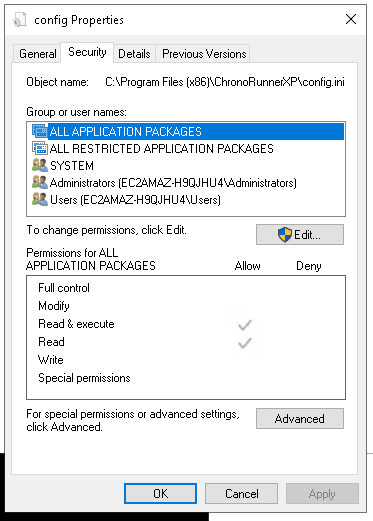 config Properties
General Security Details Previous Versions
Object name: C:\Program Files (x86)\ChronoRunnerXP\config.ini
Group or user names:
ALL APPLICATION PACKAGES
ALL RESTRICTED APPLICATION PACKAGES
SYSTEM
Administrators (EC2AMAZ-H9QJHU4\Administrators)
Users (EC2AMAZ-H9QJHU4\Users)
To change permissions, click Edit.
Edit...
Permissions for ALL
APPLICATION PACKAGES Allow Deny
Full control
Modify
Read & execute
Read
Write
Special permissions
For special permissions or advanced settings,
click Advanced.
Advanced
OK Cancel Apply